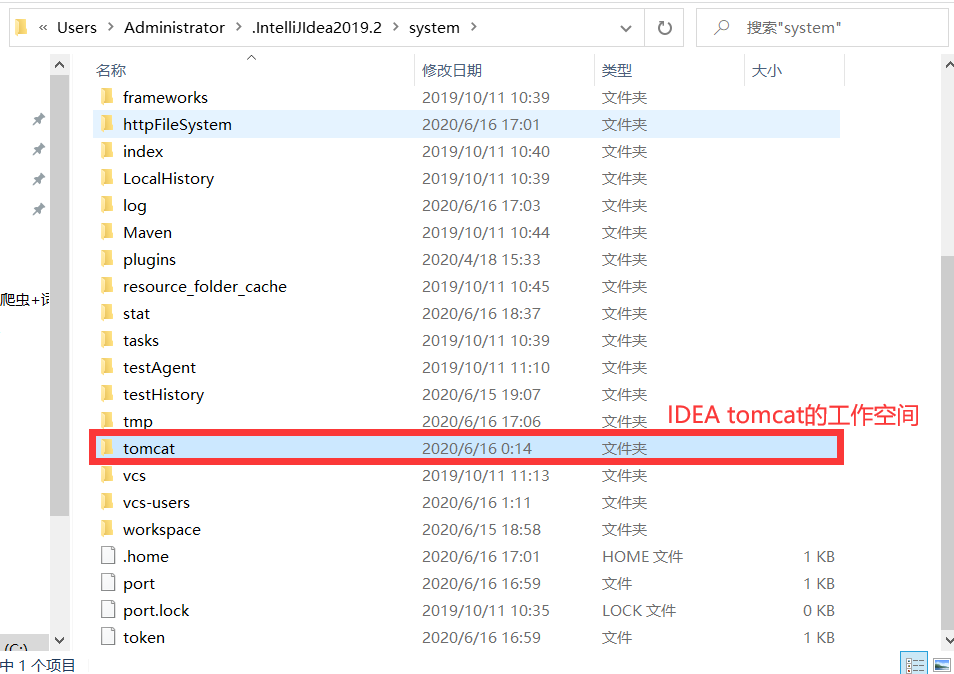 « Users > Administrator > .IntelliJIdea2019.2 > system >
搜索"system"
名称 修改日期 类型 大小
frameworks 2019/10/11 10:39 文件夹
httpFileSystem 2020/6/16 17:01 文件夹
index 2019/10/11 10:40 文件夹
LocalHistory 2019/10/11 10:39 文件夹
log 2020/6/16 17:03 文件夹
Maven 2019/10/11 10:44 文件夹
plugins 2020/4/18 15:33 文件夹
resource_folder_cache 2019/10/11 10:45 文件夹
爬虫+词
stat 2020/6/16 18:37 文件夹
tasks 2019/10/11 10:39 文件夹
testAgent 2019/10/11 11:10 文件夹
testHistory 2020/6/15 19:07 文件夹
IDEA tomcat的工作空间
tmp 2020/6/16 17:06 文件夹
tomcat 2020/6/16 0:14 文件夹
vcs 2019/10/11 11:13 文件夹
vcs-users 2020/6/16 1:11 文件夹
workspace 2020/6/15 18:58 文件夹
.home 2020/6/16 17:01 HOME 文件 1 KB
port 2020/6/16 16:59 文件 1 KB
port.lock 2019/10/11 10:35 LOCK 文件 0 KB
token 2020/6/16 16:59 文件 1 KB
(C:)
中 1 个项目